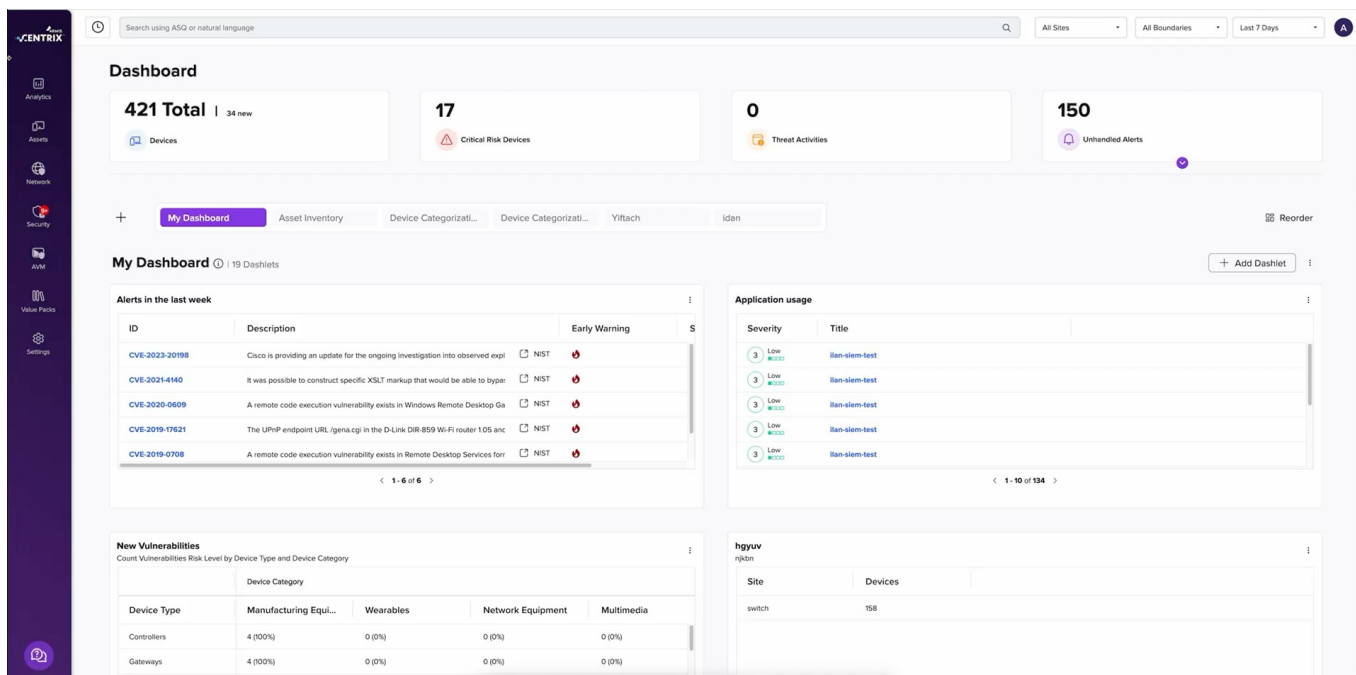 ARMIS
CENTRIX
Search using ASQ or natural language
All Sites
All Boundaries
Last 7 Days
A
Analytics
Assets
Network
9+
Security
AVM
Value Packs
Settings
Dashboard
421 Total | 34 new
Devices
17
Critical Risk Devices
0
Threat Activities
150
Unhandled Alerts
My Dashboard Asset Inventory Device Categorizati... Device Categorizati... Yiftach idan
Reorder
My Dashboard | 19 Dashlets
+ Add Dashlet
Alerts in the last week
ID Description Early Warning S
CVE-2023-20198 Cisco is providing an update for the ongoing investigation into observed expl NIST
CVE-2021-4140 It was possible to construct specific XSLT markup that would be able to bypas NIST
CVE-2020-0609 A remote code execution vulnerability exists in Windows Remote Desktop Ga NIST
CVE-2019-17621 The UPnP endpoint URL /gena.cgi in the D-Link DIR-859 Wi-Fi router 1.05 and NIST
CVE-2019-0708 A remote code execution vulnerability exists in Remote Desktop Services forr NIST
< 1 - 6 of 6 >
Application usage
Severity Title
3 Low ilan-siem-test
3 Low ilan-siem-test
3 Low ilan-siem-test
3 Low ilan-siem-test
3 Low ilan-siem-test
< 1 - 10 of 134 >
New Vulnerabilities
Count Vulnerabilities Risk Level by Device Type and Device Category
Device Category
Device Type Manufacturing Equi... Wearables Network Equipment Multimedia
Controllers 4 (100%) 0 (0%) 0 (0%) 0 (0%)
Gateways 4 (100%) 0 (0%) 0 (0%) 0 (0%)
hgyuv
njkbn
Site Devices
switch 158